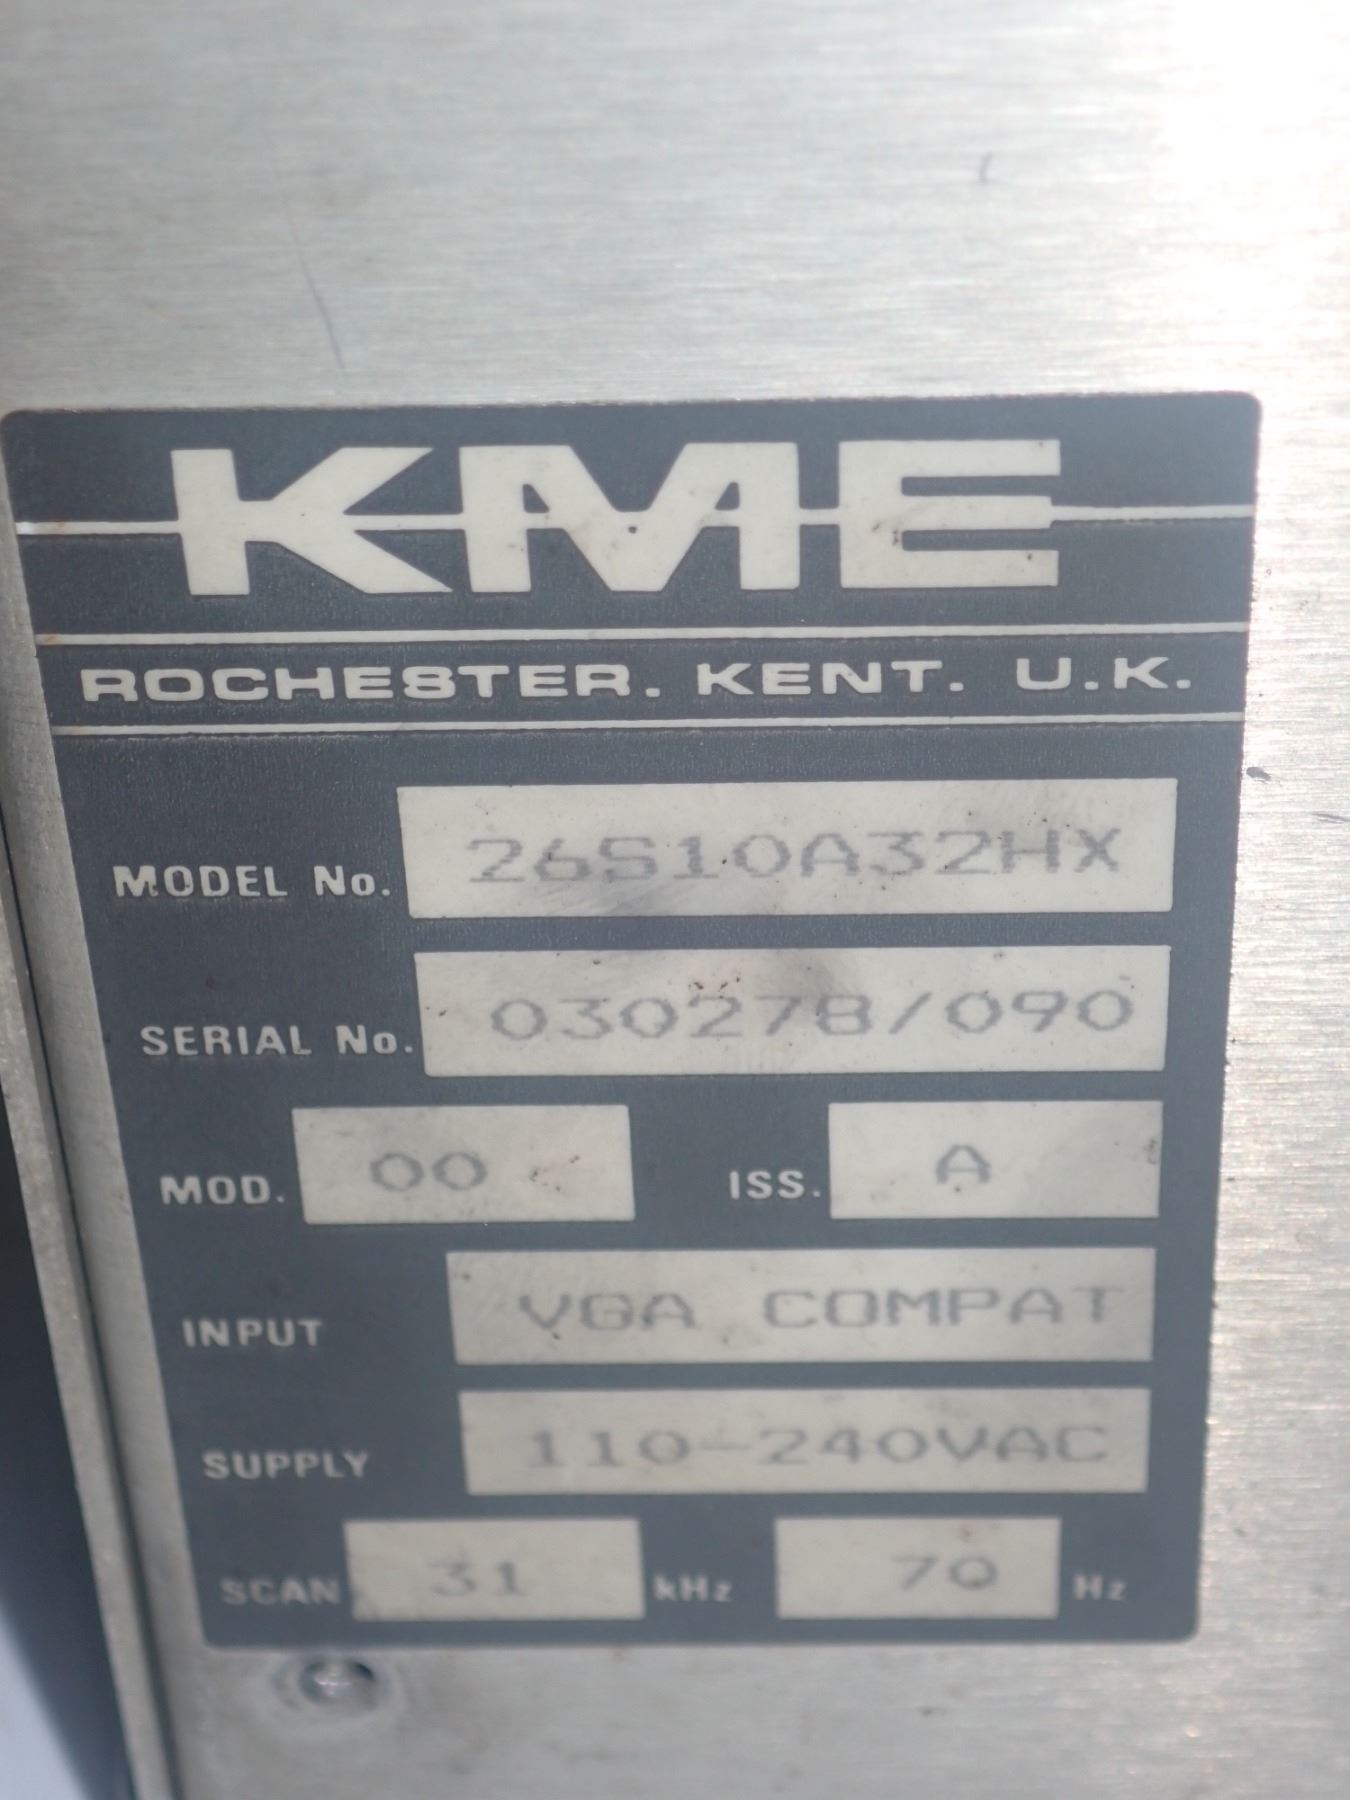 KME
ROCHESTER. KENT. U.K.
MODEL No. 26S10A32HX
SERIAL No. 030278/090
MOD. 00 ISS. A
INPUT VGA COMPAT
SUPPLY 110-240VAC
SCAN 31 kHz 70 Hz